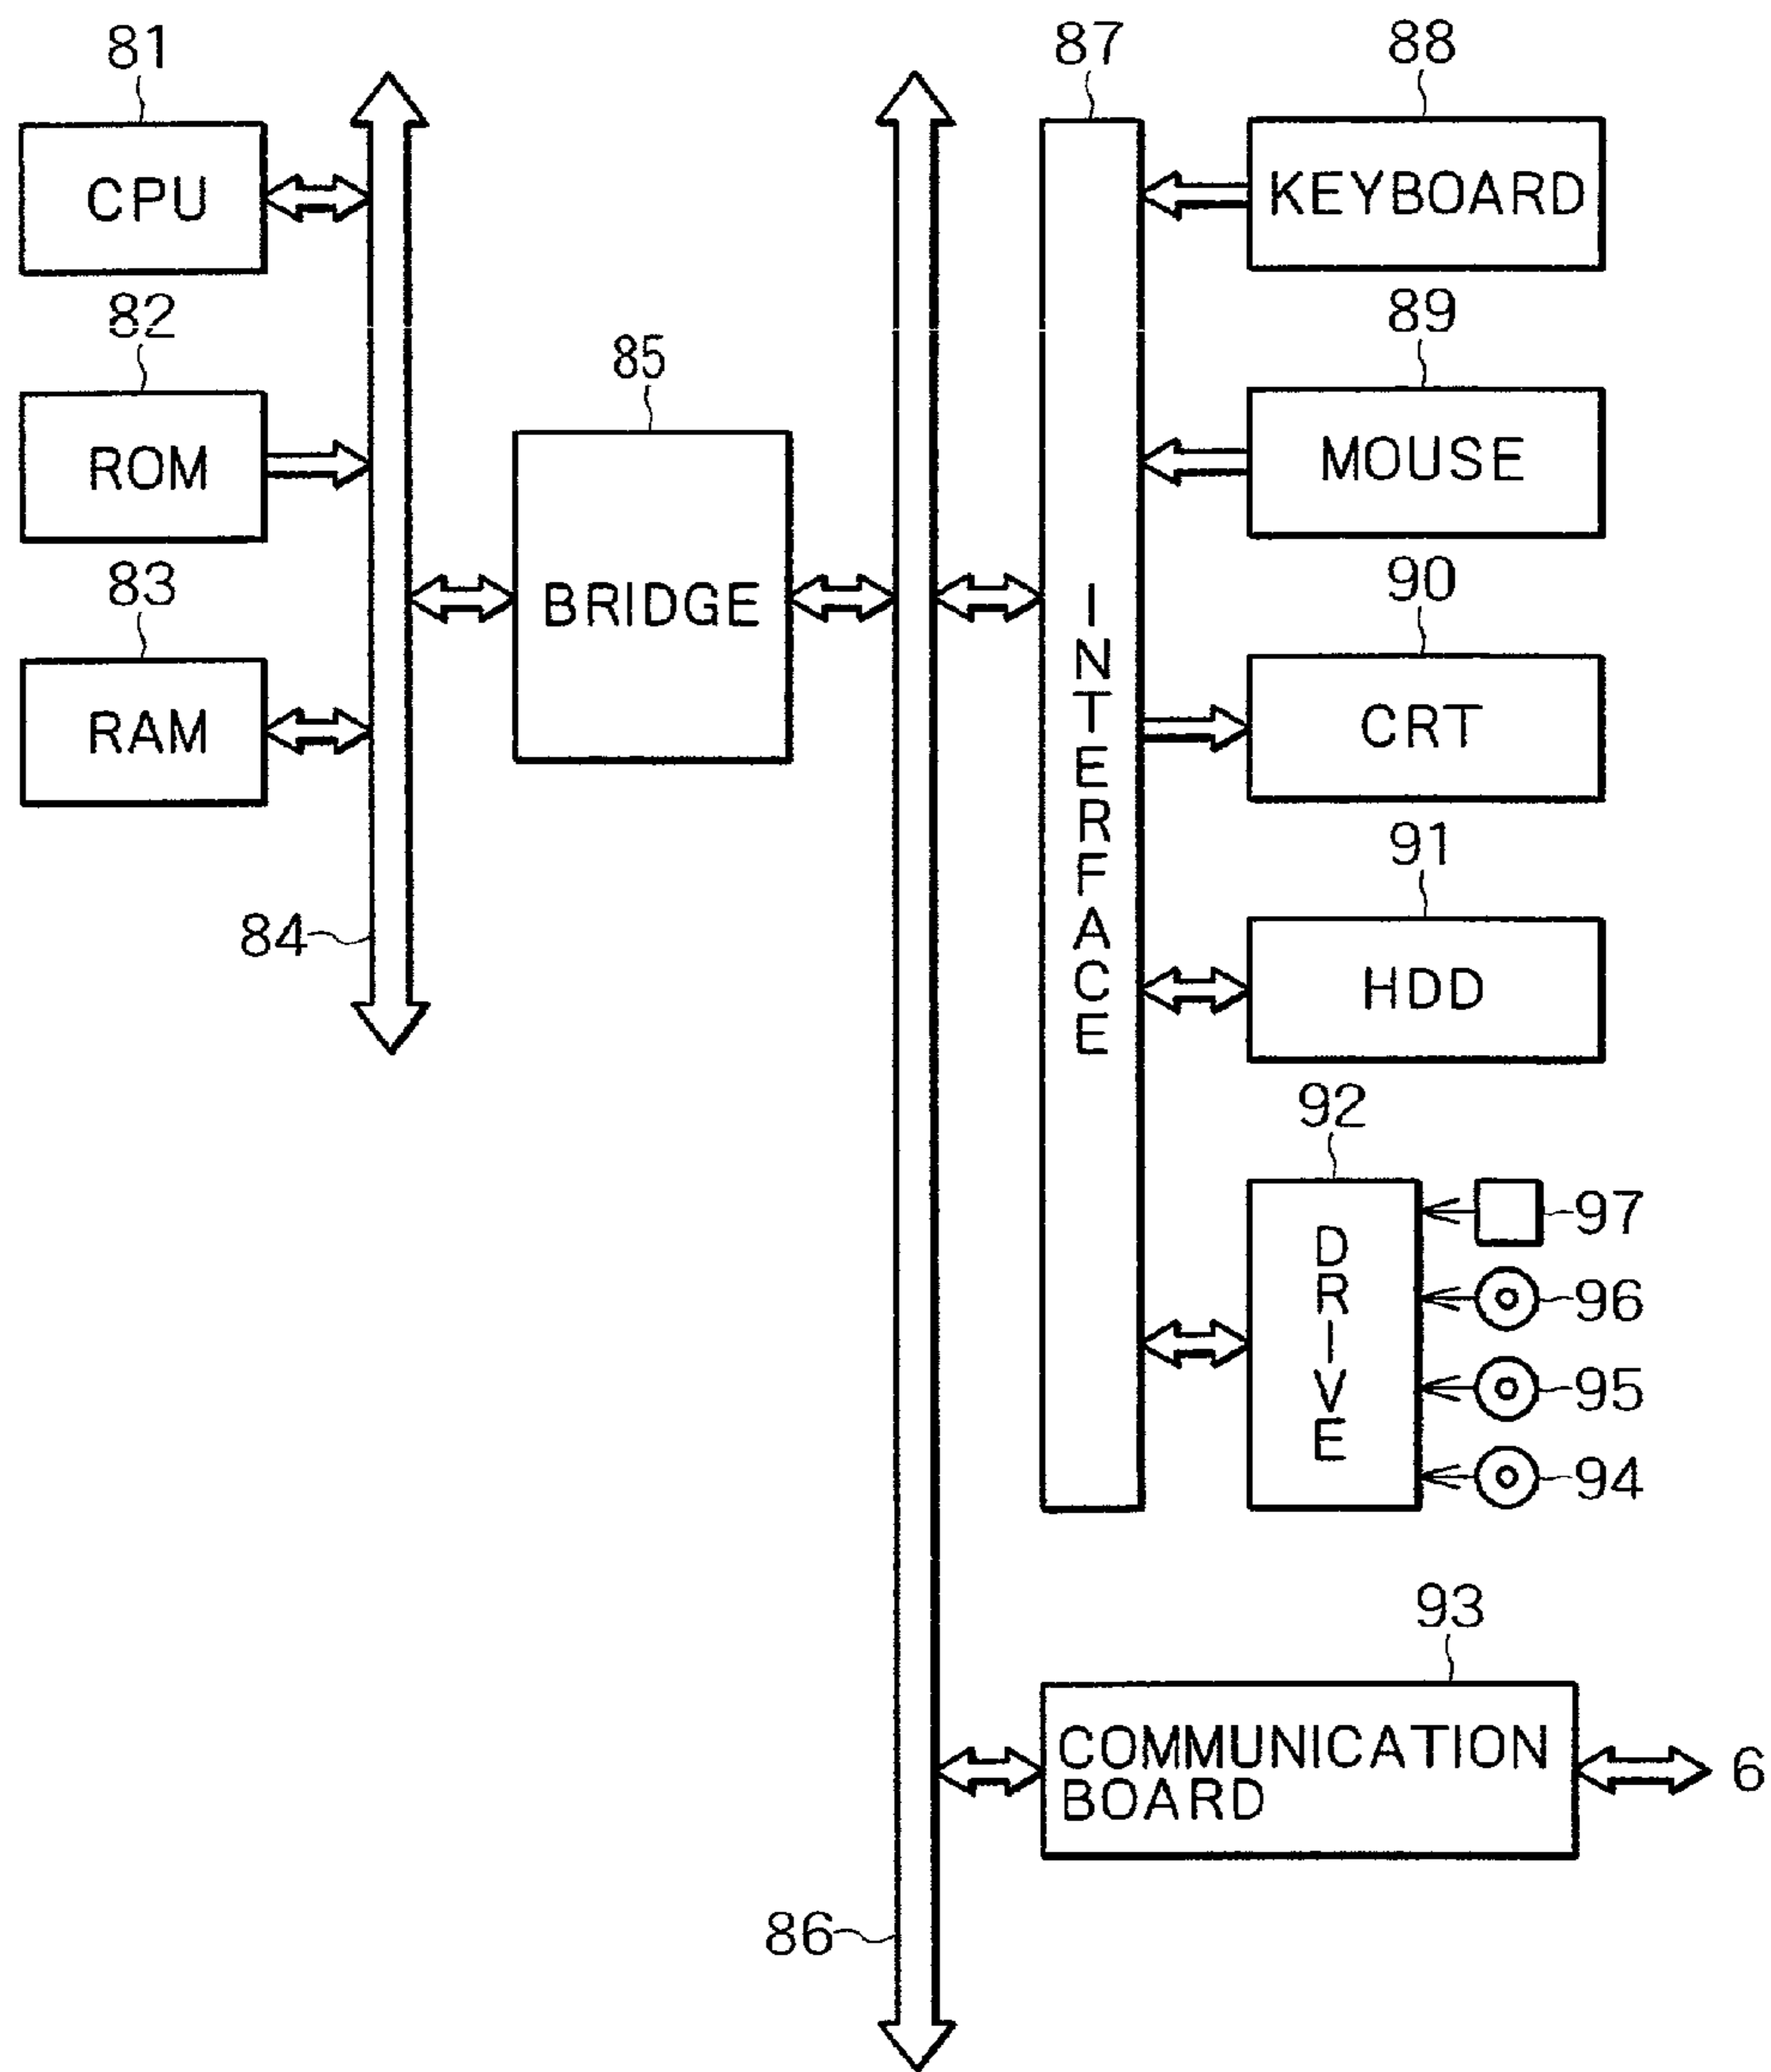 81
CPU
82
ROM
83
RAM
84
85
BRIDGE
86
87
INTERFACE
88
KEYBOARD
89
MOUSE
90
CRT
91
HDD
92
DRIVE
97
96
95
94
93
COMMUNICATION
BOARD
6